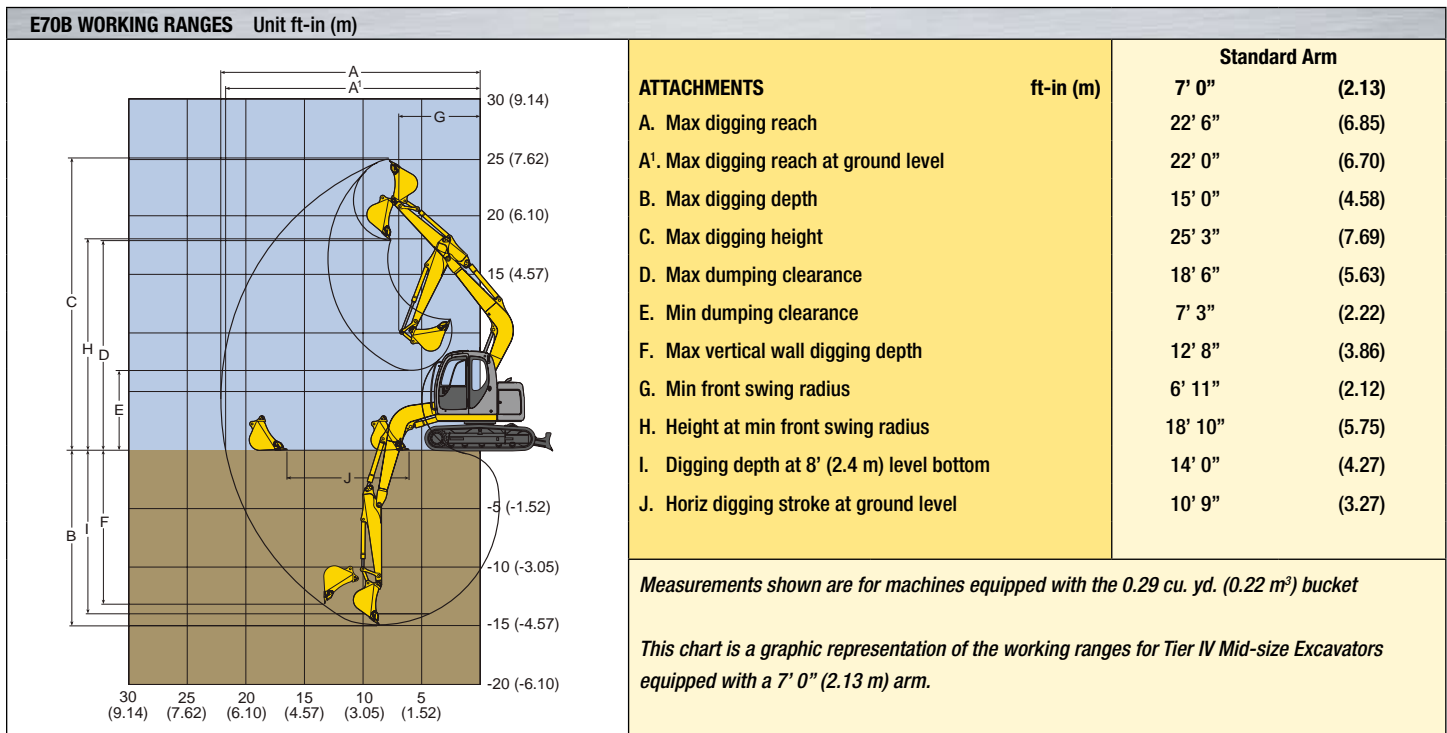 E70B WORKING RANGES Unit ft-in (m)
A
A¹
G
30 (9.14)
25 (7.62)
20 (6.10)
15 (4.57)
C
H
D
E
J
-5 (-1.52)
B
I
F
-10 (-3.05)
-15 (-4.57)
-20 (-6.10)
30 25 20 15 10 5
(9.14) (7.62) (6.10) (4.57) (3.05) (1.52)
Standard Arm
ATTACHMENTS ft-in (m) 7’ 0” (2.13)
A. Max digging reach 22’ 6” (6.85)
A¹. Max digging reach at ground level 22’ 0” (6.70)
B. Max digging depth 15’ 0” (4.58)
C. Max digging height 25’ 3” (7.69)
D. Max dumping clearance 18’ 6” (5.63)
E. Min dumping clearance 7’ 3” (2.22)
F. Max vertical wall digging depth 12’ 8” (3.86)
G. Min front swing radius 6’ 11” (2.12)
H. Height at min front swing radius 18’ 10” (5.75)
I. Digging depth at 8’ (2.4 m) level bottom 14’ 0” (4.27)
J. Horiz digging stroke at ground level 10’ 9” (3.27)
Measurements shown are for machines equipped with the 0.29 cu. yd. (0.22 m³) bucket
This chart is a graphic representation of the working ranges for Tier IV Mid-size Excavators
equipped with a 7’ 0” (2.13 m) arm.